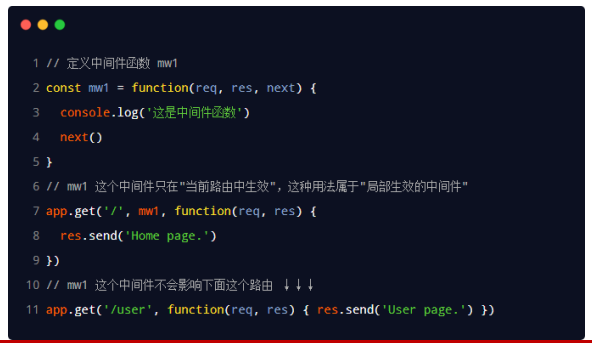 1 // 定义中间件函数 mw1
2 const mw1 = function(req, res, next) {
3   console.log('这是中间件函数')
4   next()
5 }
6 // mw1 这个中间件只在"当前路由中生效"，这种用法属于"局部生效的中间件"
7 app.get('/', mw1, function(req, res) {
8   res.send('Home page.')
9 })
10 // mw1 这个中间件不会影响下面这个路由 ↓↓↓
11 app.get('/user', function(req, res) { res.send('User page.') })